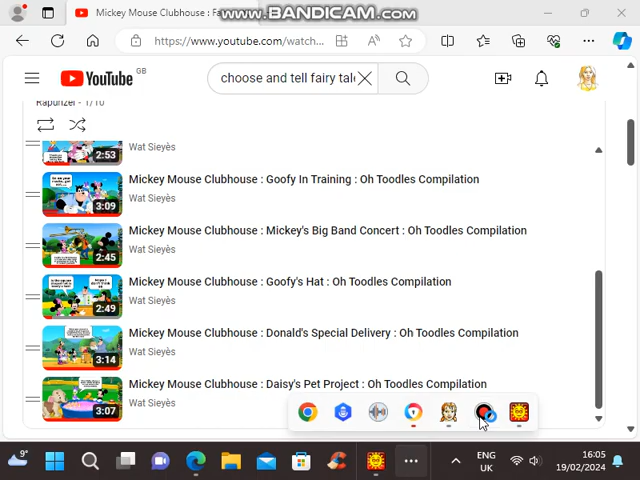 Mickey Mouse Clubhouse : Fa
www.BANDICAM.com
https://www.youtube.com/watch...
YouTube GB
choose and tell fairy tal
Rapunzel - 1/10
2:53
Wat Sieyès
Mickey Mouse Clubhouse : Goofy In Training : Oh Toodles Compilation
Wat Sieyès
3:09
Mickey Mouse Clubhouse : Mickey's Big Band Concert : Oh Toodles Compilation
Wat Sieyès
2:45
Mickey Mouse Clubhouse : Goofy's Hat : Oh Toodles Compilation
Wat Sieyès
2:49
Mickey Mouse Clubhouse : Donald's Special Delivery : Oh Toodles Compilation
Wat Sieyès
3:14
Mickey Mouse Clubhouse : Daisy's Pet Project : Oh Toodles Compilation
Wat Sieyès
3:07
9°
ENG
UK
16:05
19/02/2024